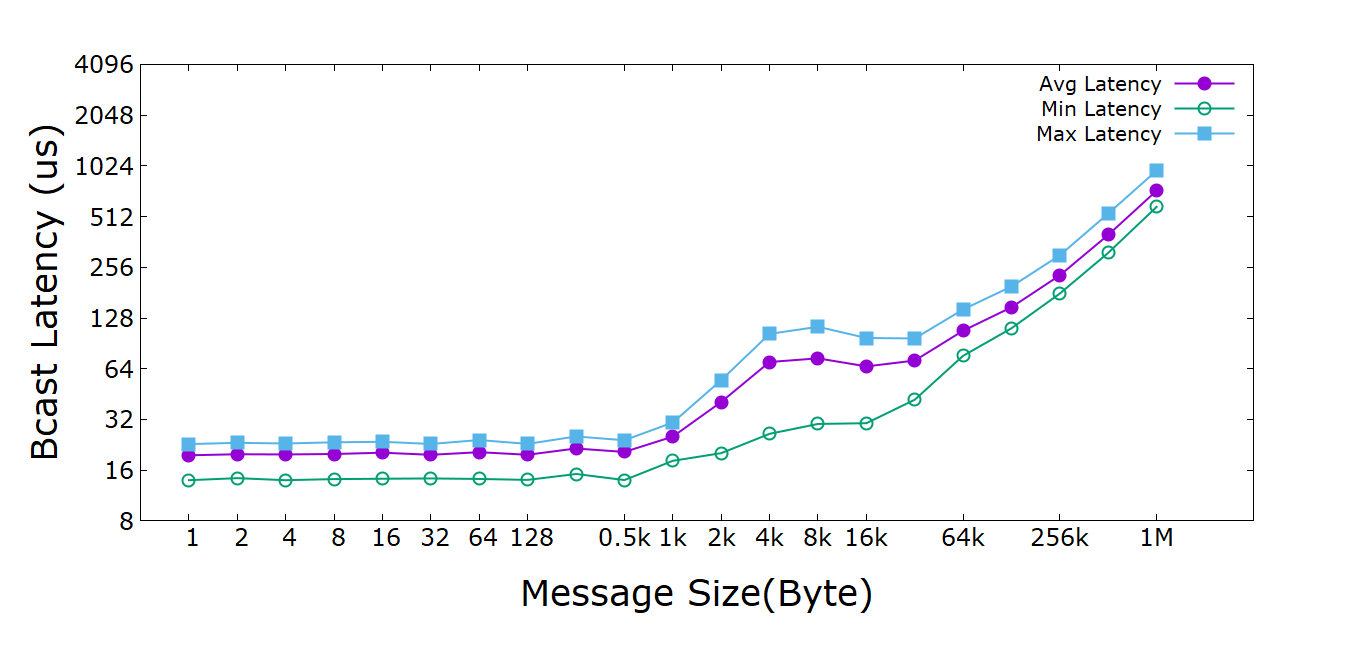 4096
2048
1024
512
256
128
64
32
16
8
Bcast Latency (us)
Avg Latency
Min Latency
Max Latency
1 2 4 8 16 32 64 128 0.5k 1k 2k 4k 8k 16k 64k 256k 1M
Message Size(Byte)